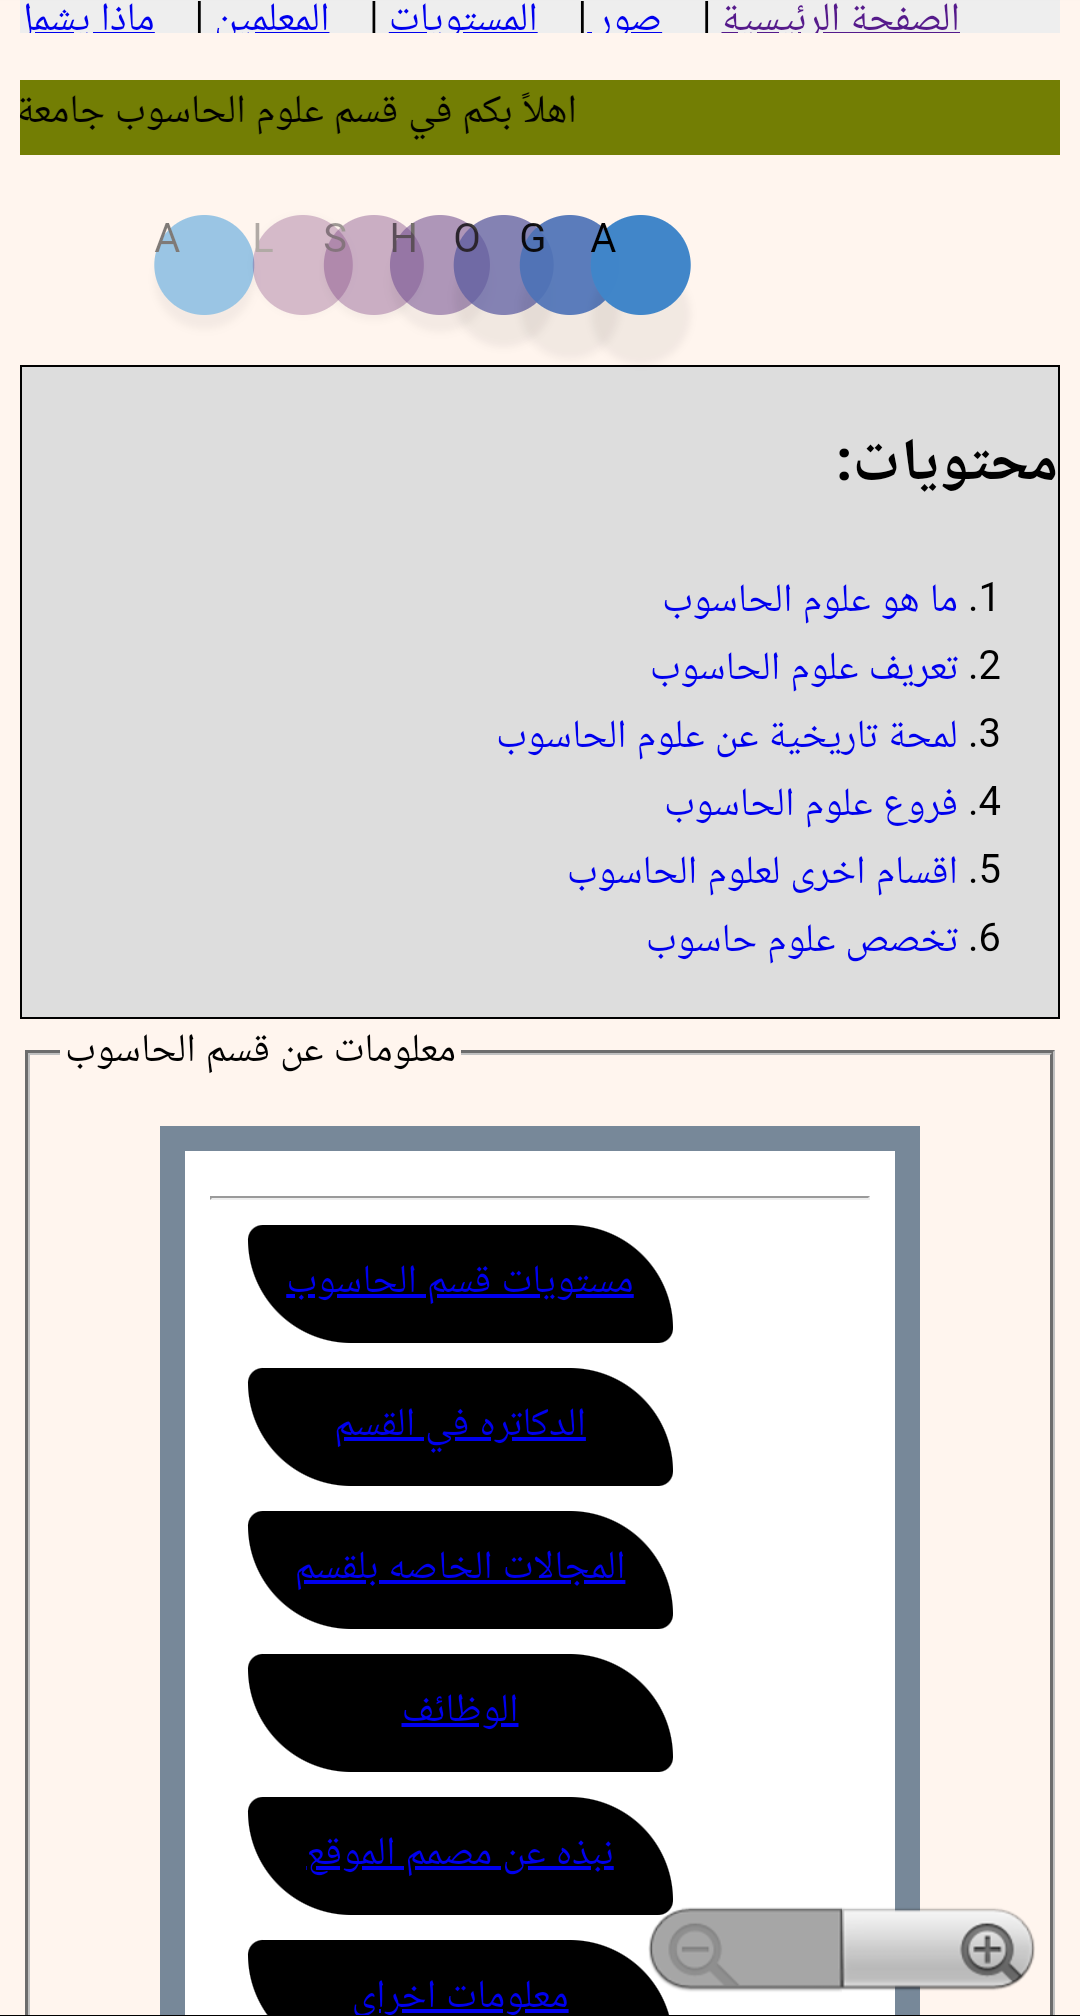 الصفحة الرئيسية | صور | المستويات | المعلمين | ماذا يشمل
اهلاً بكم في قسم علوم الحاسوب جامعة
A L S H O G A
محتويات:
1. ما هو علوم الحاسوب
2. تعريف علوم الحاسوب
3. لمحة تاريخية عن علوم الحاسوب
4. فروع علوم الحاسوب
5. اقسام اخرى لعلوم الحاسوب
6. تخصص علوم حاسوب
معلومات عن قسم الحاسوب
مستويات قسم الحاسوب
الدكاتره في القسم
المجالات الخاصه بلقسم
الوظائف
نبذه عن مصمم الموقع
معلومات اخراى